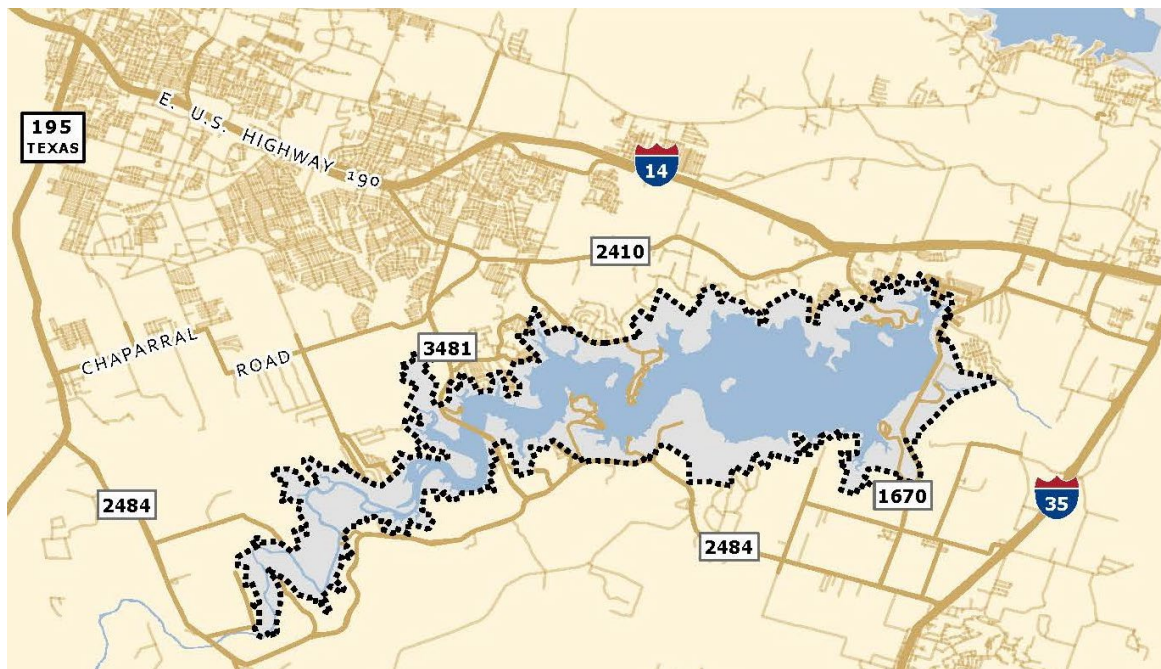 195
TEXAS
E. U.S. HIGHWAY 190
14
2410
CHAPARRAL
ROAD
3481
2484
1670
35
2484